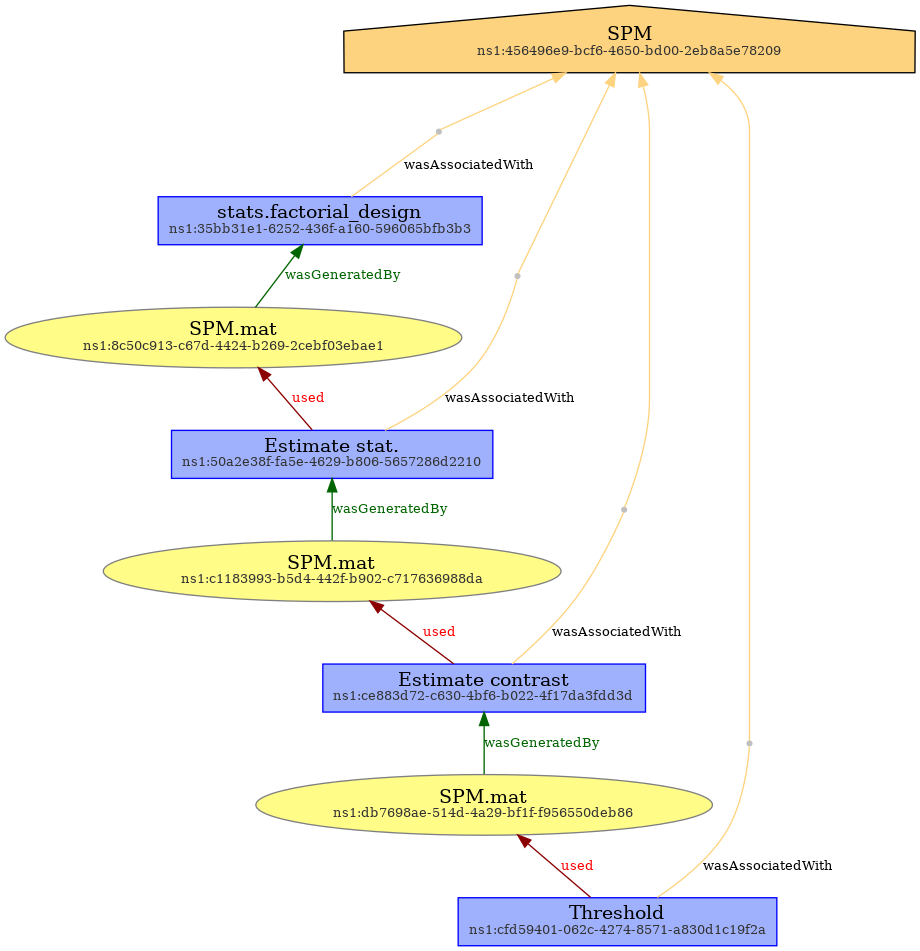 SPM
ns1:456496e9-bcf6-4650-bd00-2eb8a5e78209
wasAssociatedWith
stats.factorial_design
ns1:35bb31e1-6252-436f-a160-596065bfb3b3
wasGeneratedBy
SPM.mat
ns1:8c50c913-c67d-4424-b269-2cebf03ebae1
used
wasAssociatedWith
Estimate stat.
ns1:50a2e38f-fa5e-4629-b806-5657286d2210
wasGeneratedBy
SPM.mat
ns1:c1183993-b5d4-442f-b902-c717636988da
used
wasAssociatedWith
Estimate contrast
ns1:ce883d72-c630-4bf6-b022-4f17da3fdd3d
wasGeneratedBy
SPM.mat
ns1:db7698ae-514d-4a29-bf1f-f956550deb86
used
wasAssociatedWith
Threshold
ns1:cfd59401-062c-4274-8571-a830d1c19f2a